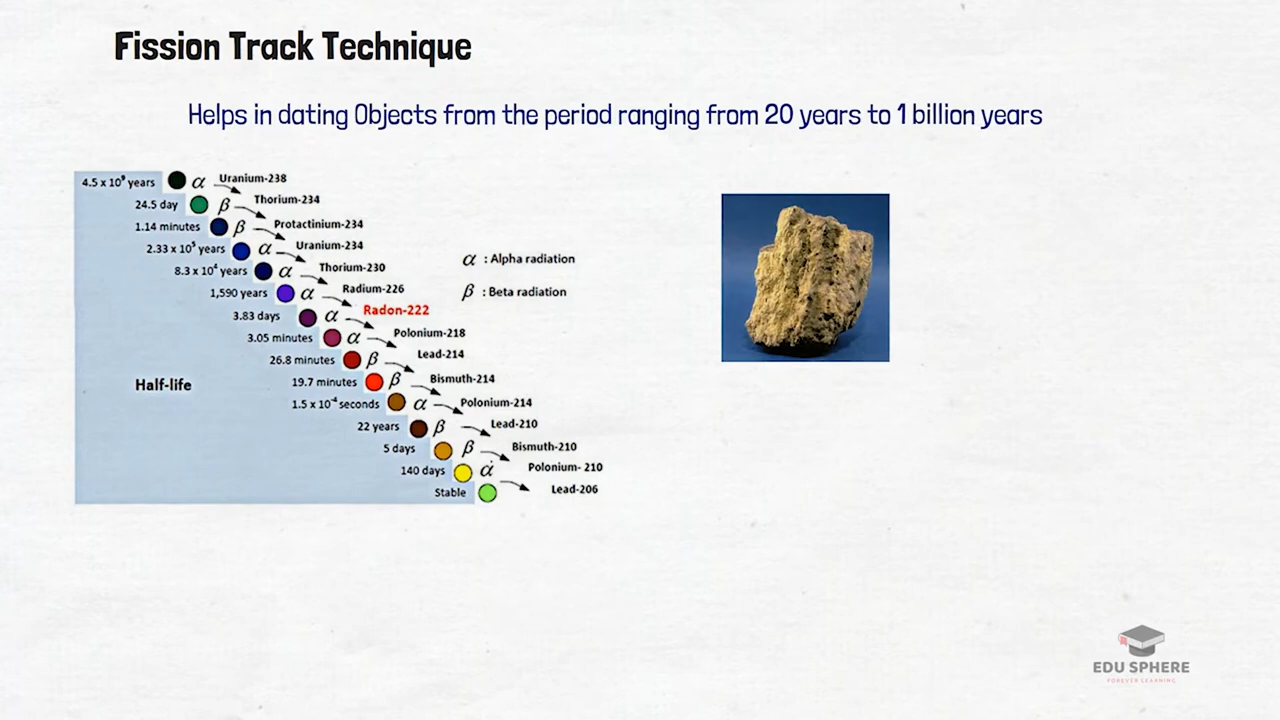 Fission Track Technique
Helps in dating Objects from the period ranging from 20 years to 1 billion years
4.5 x 10⁹ years α Uranium-238
24.5 day β Thorium-234
1.14 minutes β Protactinium-234
2.33 x 10⁵ years α Uranium-234
8.3 x 10⁴ years α Thorium-230
1,590 years α Radium-226
3.83 days α Radon-222
3.05 minutes α Polonium-218
26.8 minutes β Lead-214
19.7 minutes β Bismuth-214
1.5 x 10⁻⁴ seconds α Polonium-214
22 years β Lead-210
5 days β Bismuth-210
140 days α Polonium- 210
Stable Lead-206
Half-life
α : Alpha radiation
β : Beta radiation
EDU SPHERE
FOREVER LEARNING